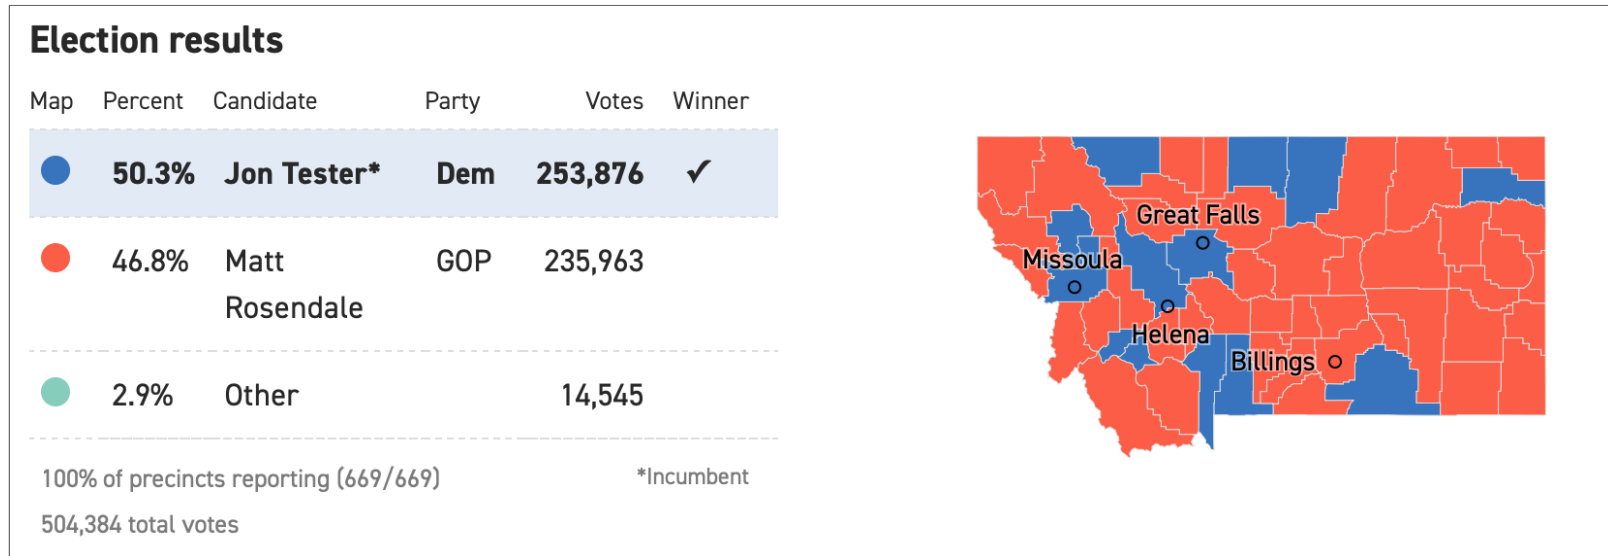 Election results
Map Percent Candidate Party Votes Winner
50.3% Jon Tester* Dem 253,876 ✓
46.8% Matt GOP 235,963
Rosendale
2.9% Other 14,545
100% of precincts reporting (669/669) *Incumbent
504,384 total votes
Great Falls
Missoula
Helena
Billings